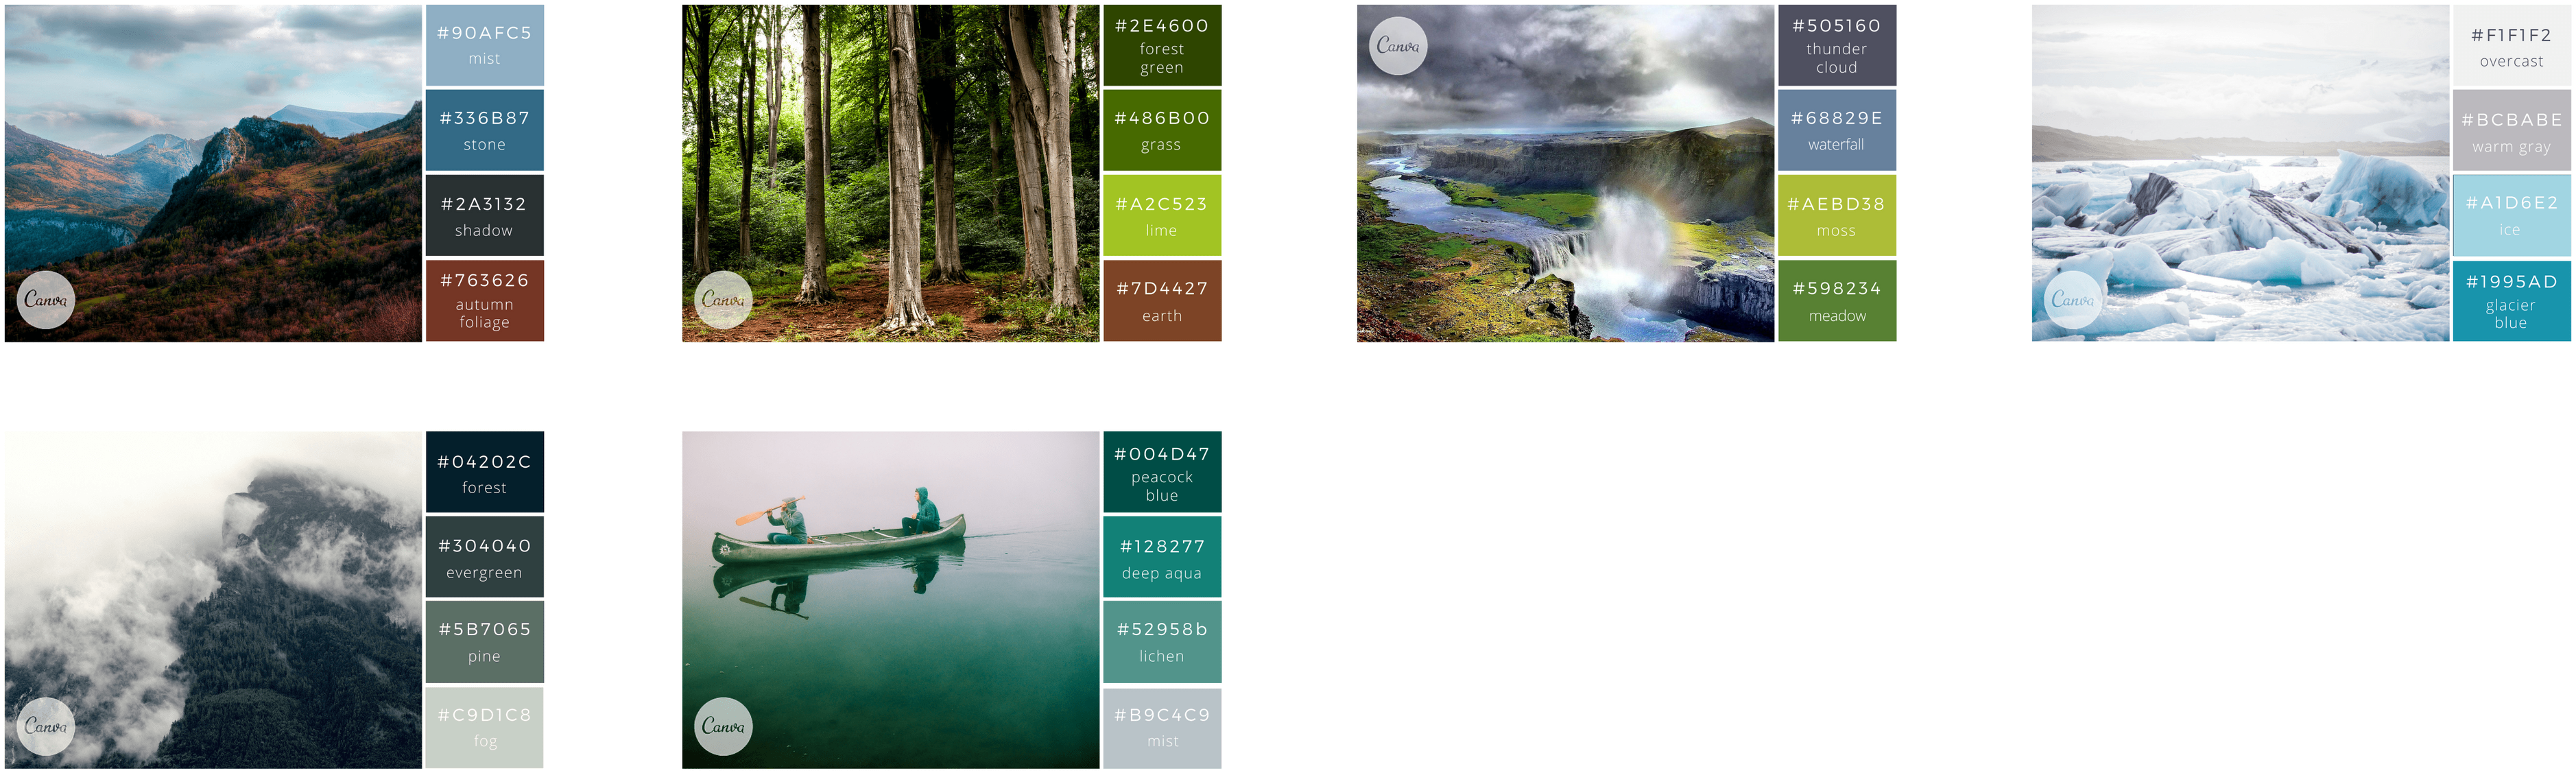 #90AFC5
mist
#336B87
stone
#2A3132
shadow
#763626
autumn
foliage
Canva
#2E4600
forest
green
#486B00
grass
#A2C523
lime
#7D4427
earth
Canva
Canva
#505160
thunder
cloud
#68829E
waterfall
#AEBD38
moss
#598234
meadow
#F1F1F2
overcast
#BCBABE
warm gray
#A1D6E2
ice
#1995AD
glacier
blue
Canva
#04202C
forest
#304040
evergreen
#5B7065
pine
#C9D1C8
fog
Canva
#004D47
peacock
blue
#128277
deep aqua
#52958b
lichen
#B9C4C9
mist
Canva